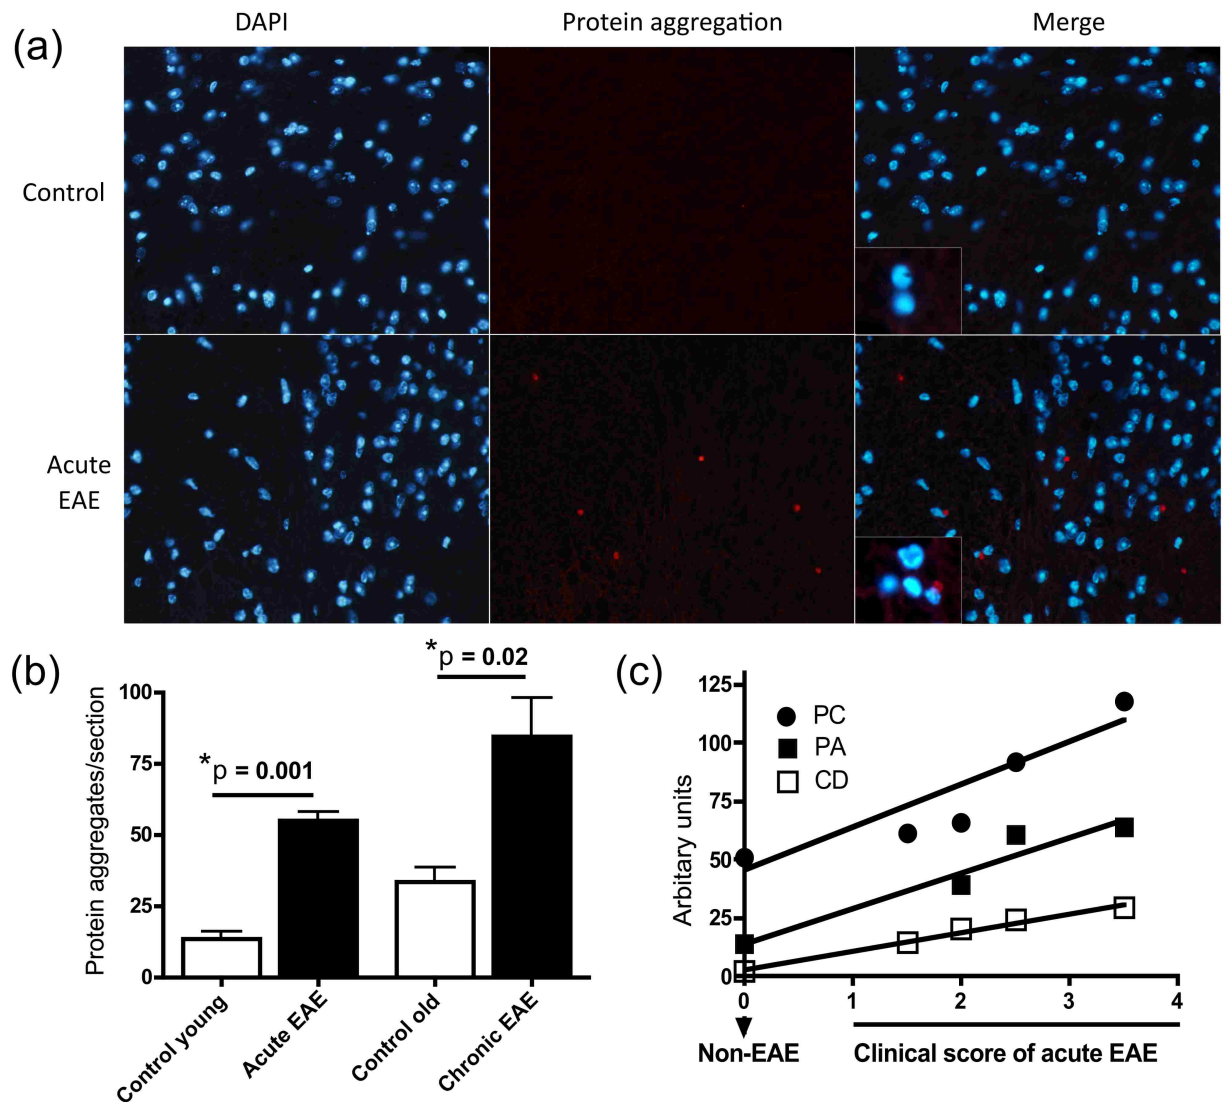 (a)
DAPI
Protein aggregation
Merge
Control
Acute
EAE
(b)
Protein aggregates/section
100
75
50
25
0
*p = 0.001
*p = 0.02
Control young
Acute EAE
Control old
Chronic EAE
(c)
Arbitary units
125
100
75
50
25
0
PC
PA
CD
0 1 2 3 4
Non-EAE
Clinical score of acute EAE